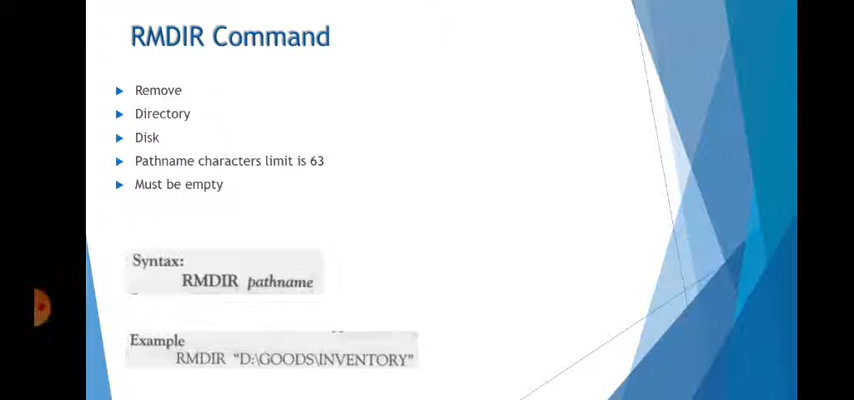 RMDIR Command
Remove
Directory
Disk
Pathname characters limit is 63
Must be empty
Syntax:
RMDIR pathname
Example
RMDIR "D:\GOODS\INVENTORY"